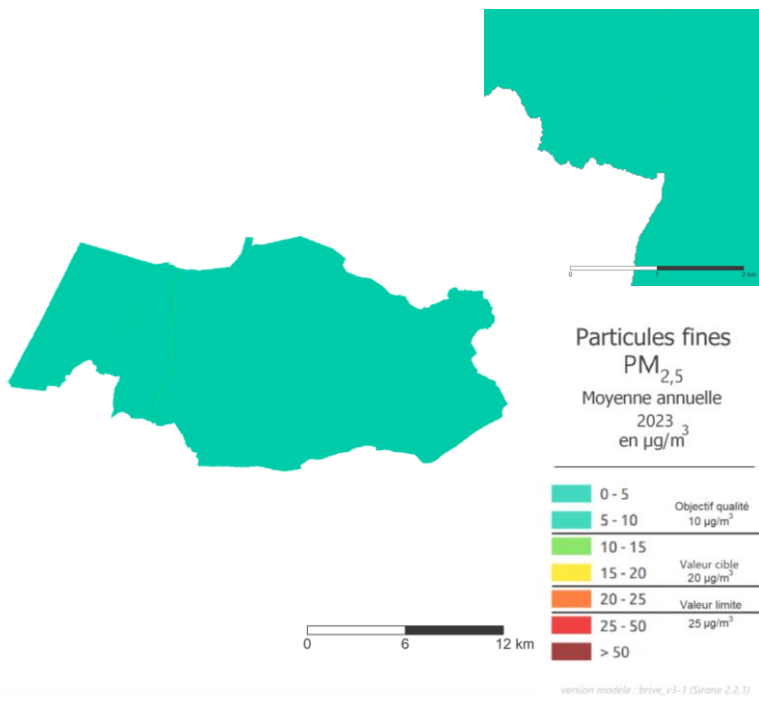 0 1 2 km
Particules fines
PM2,5
Moyenne annuelle
2023
en µg/m3
0 - 5
5 - 10
Objectif qualité
10 µg/m3
10 - 15
15 - 20
Valeur cible
20 µg/m3
20 - 25
Valeur limite
25 - 50
25 µg/m3
> 50
0 6 12 km
version modèle : brive_v3-1 (Sirane 2.2.1)